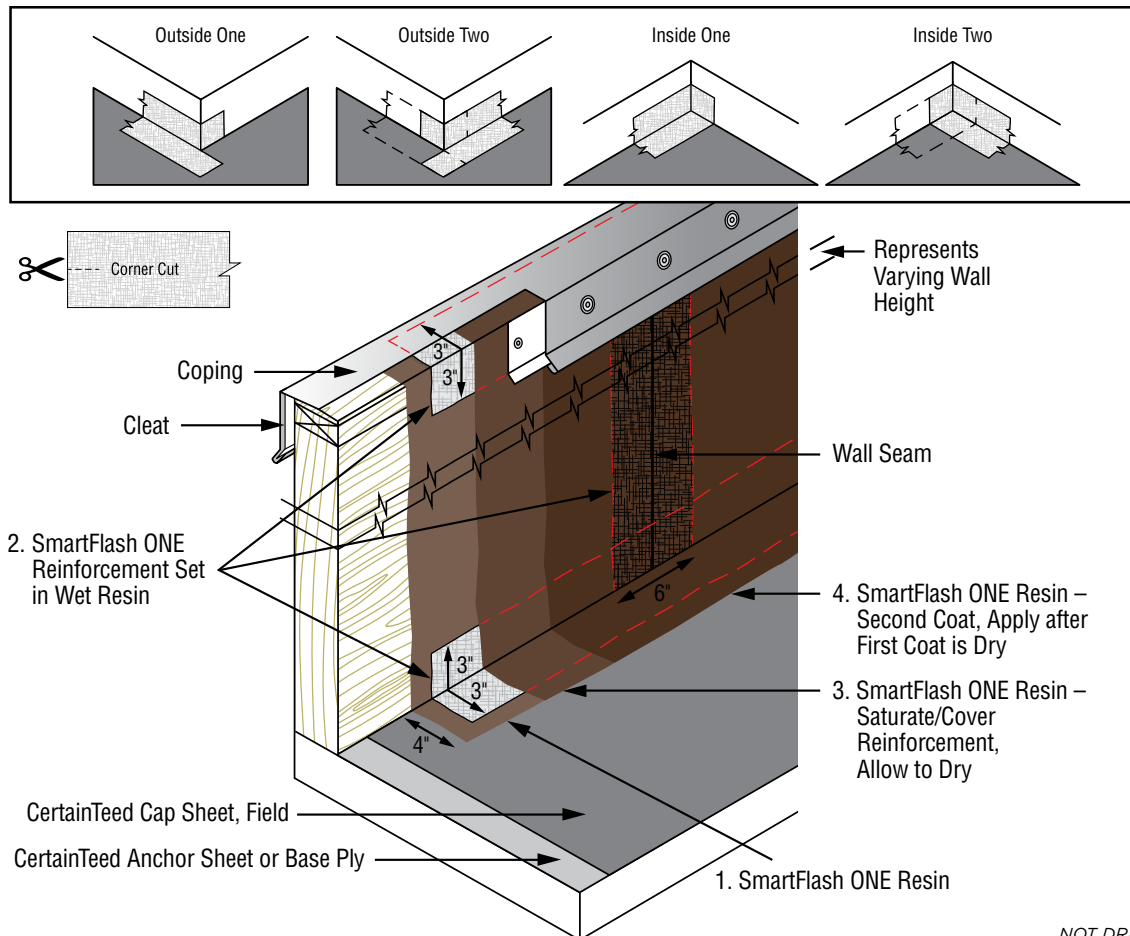 Outside One
Outside Two
Inside One
Inside Two
Corner Cut
Represents
Varying Wall
Height
3"
3"
Coping
Cleat
Wall Seam
2. SmartFlash ONE
Reinforcement Set
in Wet Resin
6"
4. SmartFlash ONE Resin –
Second Coat, Apply after
First Coat is Dry
3"
3"
3. SmartFlash ONE Resin –
Saturate/Cover
Reinforcement,
Allow to Dry
4"
CertainTeed Cap Sheet, Field
CertainTeed Anchor Sheet or Base Ply
1. SmartFlash ONE Resin
NOT